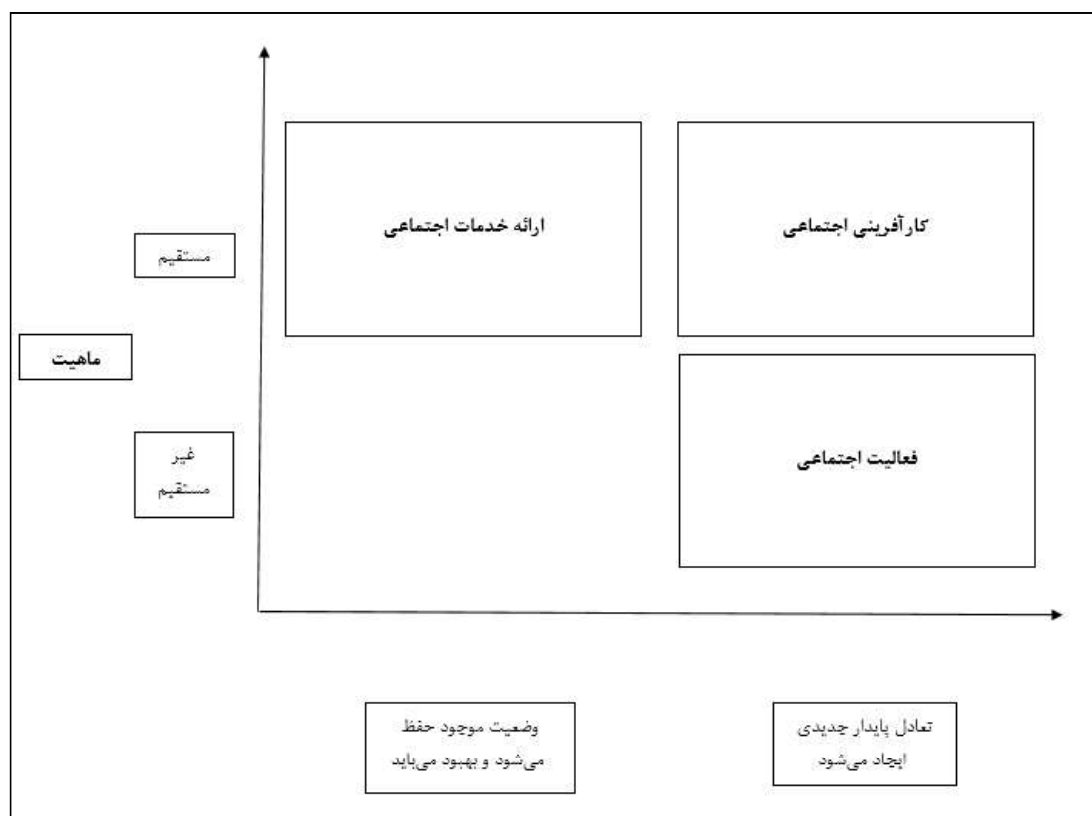 ارائه خدمات اجتماعی
کارآفرینی اجتماعی
مستقیم
ماهیت
غیر
مستقیم
فعالیت اجتماعی
وضعیت موجود حفظ
می‌شود و بهبود می‌یابد
تعادل پایدار جدیدی
ایجاد می‌شود